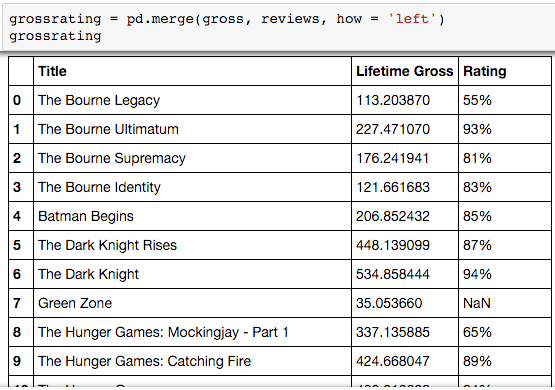 grossrating = pd.merge(gross, reviews, how = 'left')
grossrating
Title Lifetime Gross Rating
0 The Bourne Legacy 113.203870 55%
1 The Bourne Ultimatum 227.471070 93%
2 The Bourne Supremacy 176.241941 81%
3 The Bourne Identity 121.661683 83%
4 Batman Begins 206.852432 85%
5 The Dark Knight Rises 448.139099 87%
6 The Dark Knight 534.858444 94%
7 Green Zone 35.053660 NaN
8 The Hunger Games: Mockingjay - Part 1 337.135885 65%
9 The Hunger Games: Catching Fire 424.668047 89%